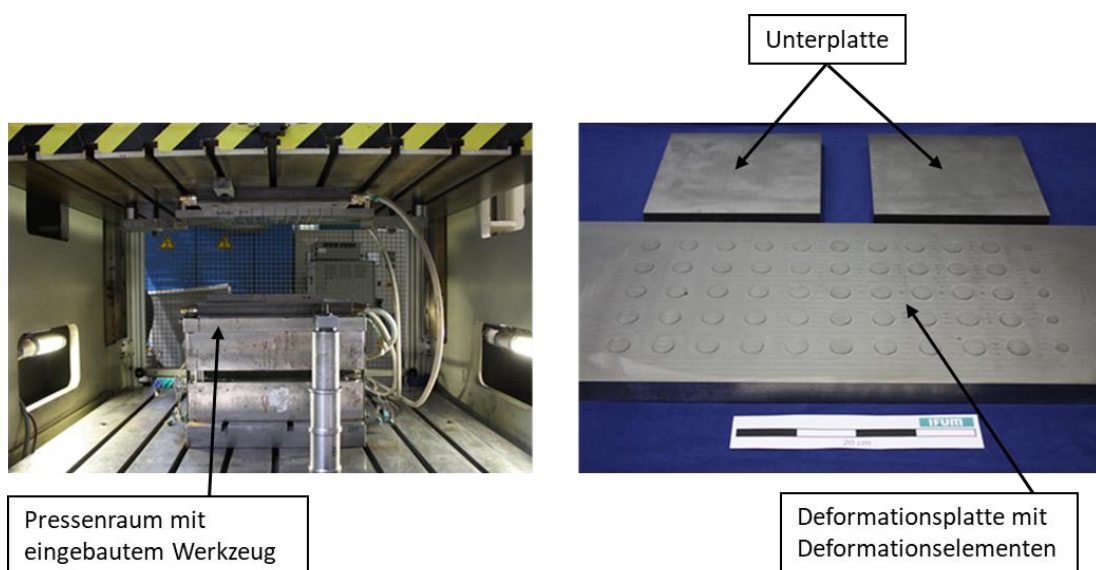 Unterplatte
IFUM
20 cm
Pressenraum mit
eingebautem Werkzeug
Deformationsplatte mit
Deformationselementen